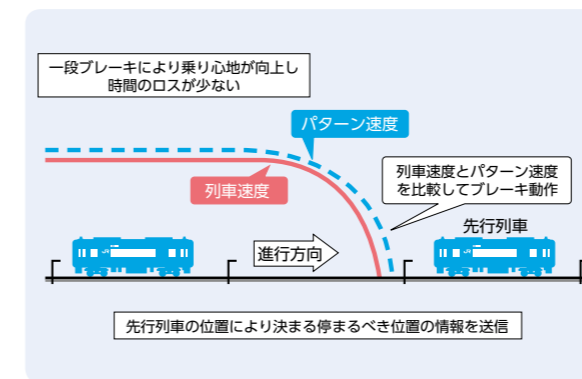 一段ブレーキにより乗り心地が向上し
時間のロスが少ない
パターン速度
列車速度
列車速度とパターン速度
を比較してブレーキ動作
先行列車
進行方向
先行列車の位置により決まる停まるべき位置の情報を送信